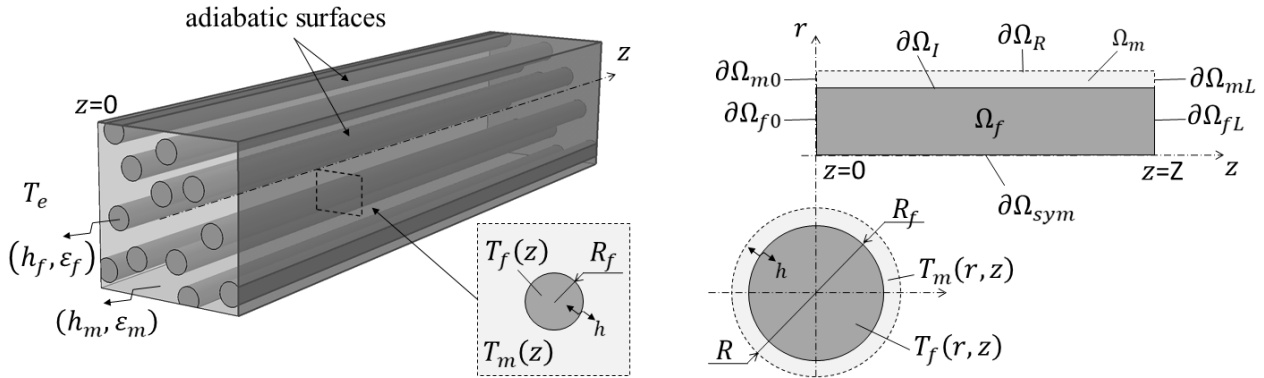 adiabatic surfaces
z
z=0
T_e
(h_f, ε_f)
(h_m, ε_m)
T_f(z)
R_f
h
T_m(z)
r
∂Ω_I
∂Ω_R
Ω_m
∂Ω_m0
∂Ω_mL
∂Ω_f0
Ω_f
∂Ω_fL
z=0
z=Z
z
∂Ω_sym
R_f
h
T_m(r, z)
R
T_f(r, z)